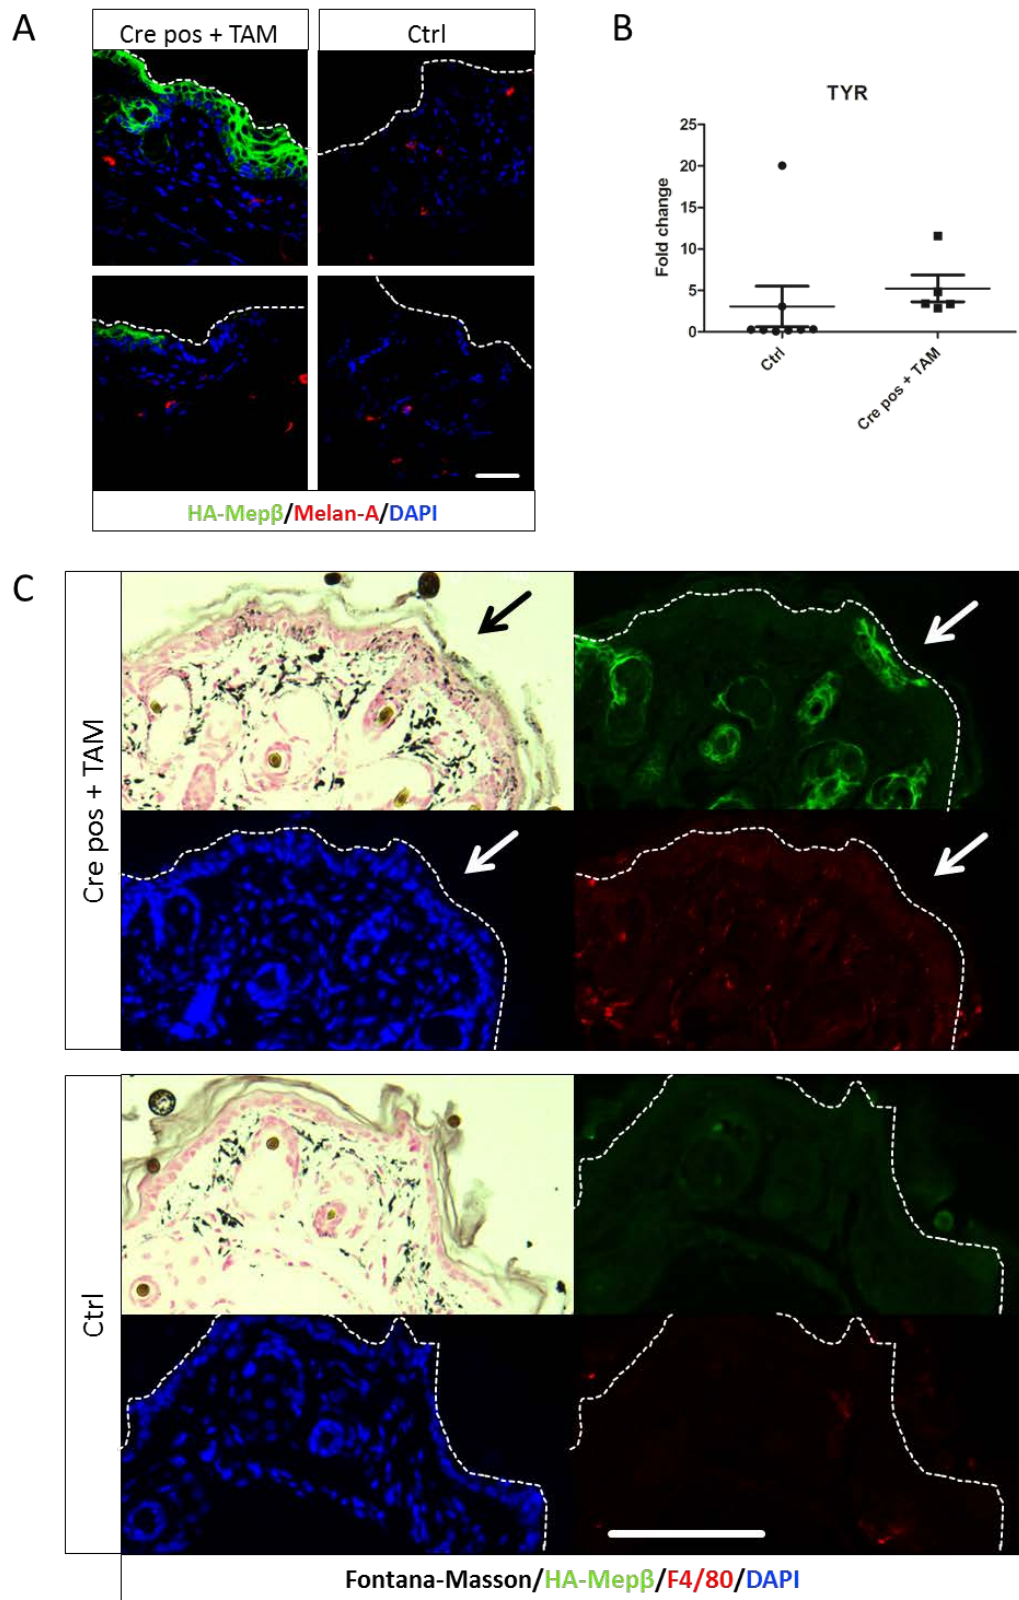 A
Cre pos + TAM
Ctrl
HA-Mepβ/Melan-A/DAPI
B
TYR
Fold change
25
20
15
10
5
0
Ctrl
Cre pos + TAM
C
Cre pos + TAM
Ctrl
Fontana-Masson/HA-Mepβ/F4/80/DAPI